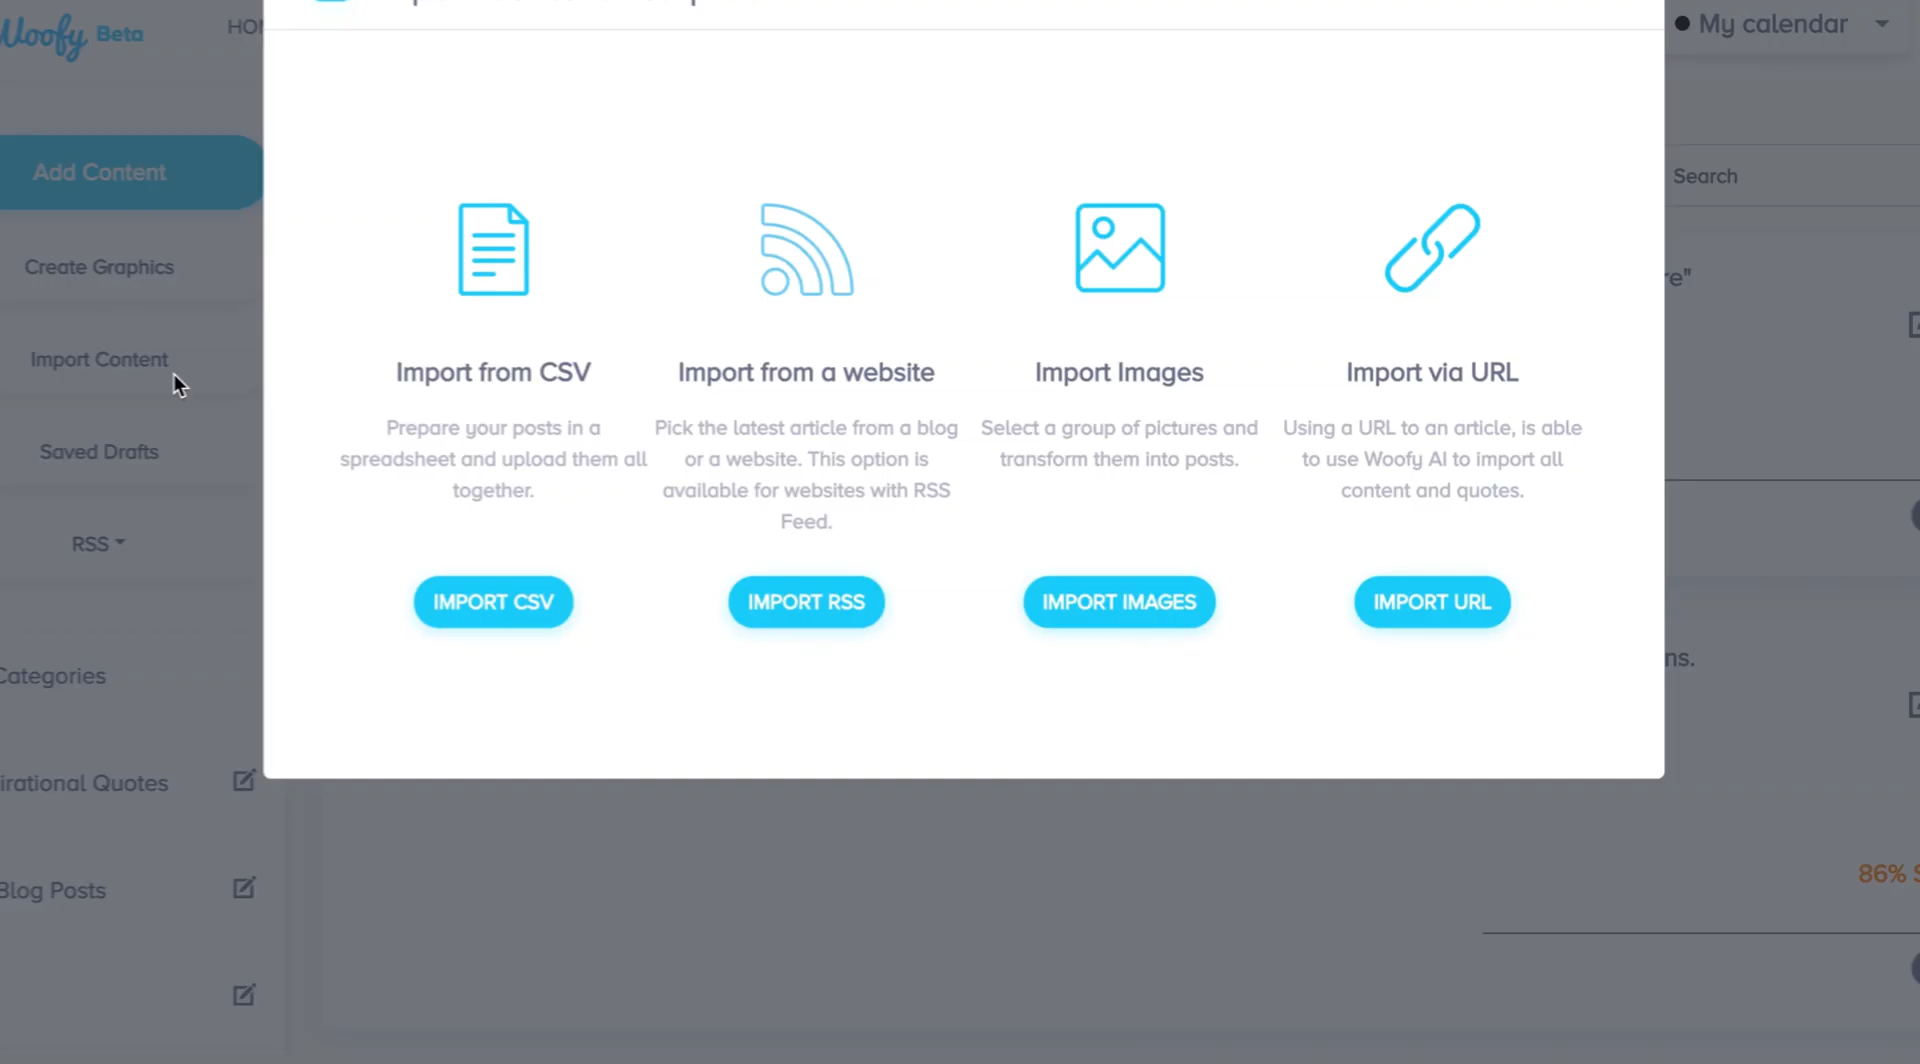 Woofy Beta
My calendar
Add Content
Search
Create Graphics
Import Content
Saved Drafts
RSS
Categories
Blog Posts
Import from CSV
Prepare your posts in a
spreadsheet and upload them all
together.
IMPORT CSV
Import from a website
Pick the latest article from a blog
or a website. This option is
available for websites with RSS
Feed.
IMPORT RSS
Import Images
Select a group of pictures and
transform them into posts.
IMPORT IMAGES
Import via URL
Using a URL to an article, is able
to use Woofy AI to import all
content and quotes.
IMPORT URL
irational Quotes
re"
ns.
86%